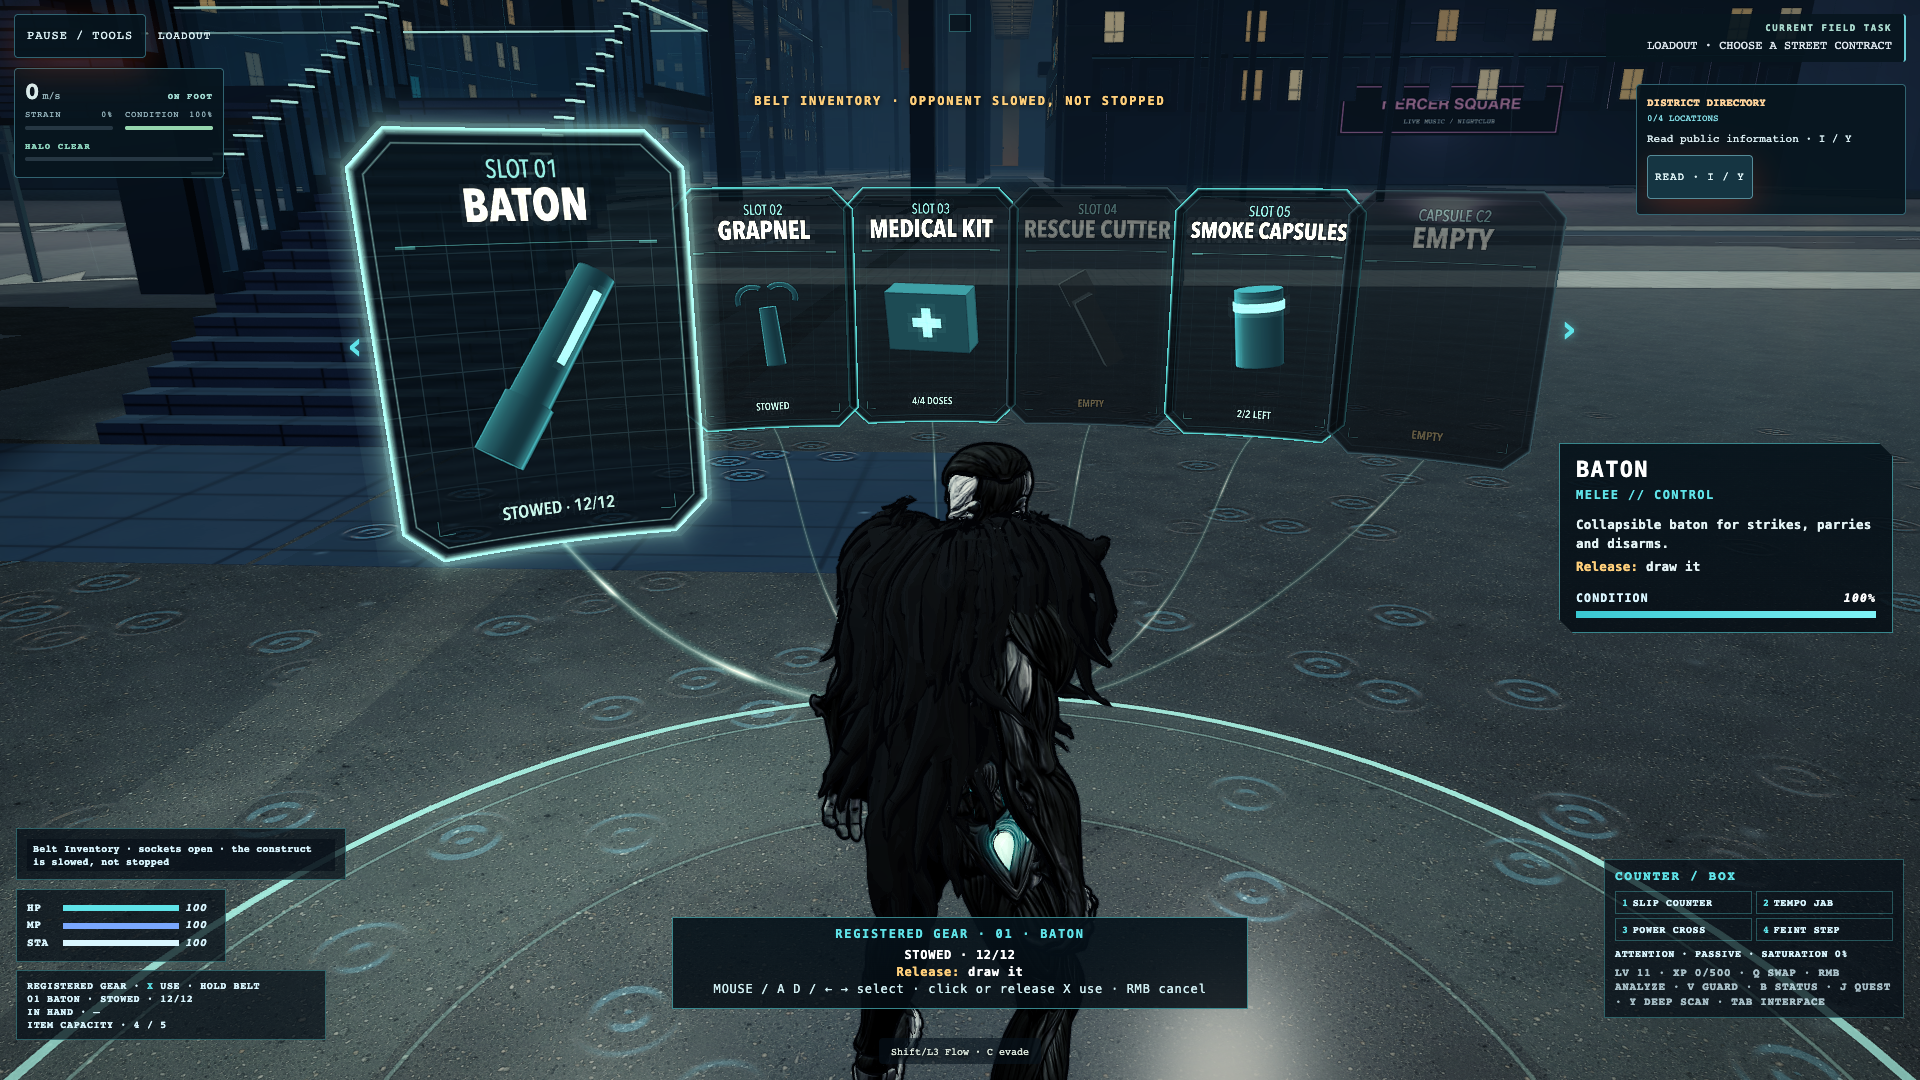 PAUSE / TOOLS · LOADOUT
0 m/s ON FOOT
STRAIN 0% CONDITION 100%
HALO CLEAR
CURRENT FIELD TASK
LOADOUT · CHOOSE A STREET CONTRACT
DISTRICT DIRECTORY
0/4 LOCATIONS
Read public information · I / Y
READ · I / Y
BELT INVENTORY · OPPONENT SLOWED, NOT STOPPED
MERCER SQUARE
LIVE MUSIC / NIGHTCLUB
SLOT 01
BATON
STOWED · 12/12
SLOT 02
GRAPNEL
STOWED
SLOT 03
MEDICAL KIT
4/4 DOSES
SLOT 04
RESCUE CUTTER
EMPTY
SLOT 05
SMOKE CAPSULES
2/2 LEFT
CAPSULE C2
EMPTY
EMPTY
BATON
MELEE // CONTROL
Collapsible baton for strikes, parries
and disarms.
Release: draw it
CONDITION 100%
Belt Inventory · sockets open · the construct
is slowed, not stopped
HP 100
MP 100
STA 100
REGISTERED GEAR · X USE · HOLD BELT
01 BATON · STOWED · 12/12
IN HAND · —
ITEM CAPACITY · 4 / 5
REGISTERED GEAR · 01 · BATON
STOWED · 12/12
Release: draw it
MOUSE / A D / ← → select · click or release X use · RMB cancel
Shift/L3 Flow · C evade
COUNTER / BOX
1 SLIP COUNTER 2 TEMPO JAB
3 POWER CROSS 4 FEINT STEP
ATTENTION · PASSIVE · SATURATION 0%
LV 11 · XP 0/500 · Q SWAP · RMB
ANALYZE · V GUARD · B STATUS · J QUEST
· Y DEEP SCAN · TAB INTERFACE